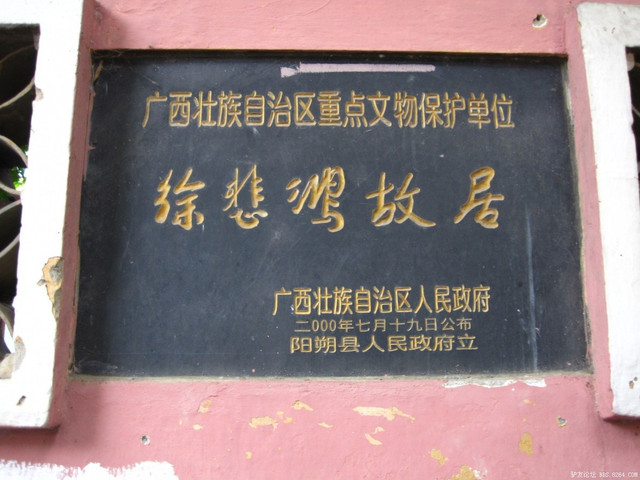 广西壮族自治区重点文物保护单位
徐悲鸿故居
广西壮族自治区人民政府
二000年七月十九日公布
阳朔县人民政府立